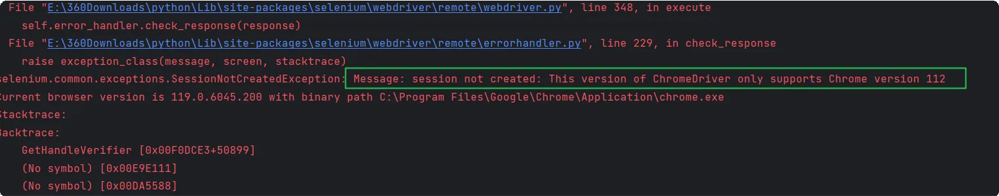 File "E:\360Downloads\python\Lib\site-packages\selenium\webdriver\remote\webdriver.py", line 348, in execute
self.error_handler.check_response(response)
File "E:\360Downloads\python\Lib\site-packages\selenium\webdriver\remote\errorhandler.py", line 229, in check_response
raise exception_class(message, screen, stacktrace)
selenium.common.exceptions.SessionNotCreatedException: Message: session not created: This version of ChromeDriver only supports Chrome version 112
Current browser version is 119.0.6045.200 with binary path C:\Program Files\Google\Chrome\Application\chrome.exe
Stacktrace:
Backtrace:
GetHandleVerifier [0x00F0DCE3+50899]
(No symbol) [0x00E9E111]
(No symbol) [0x00DA5588]